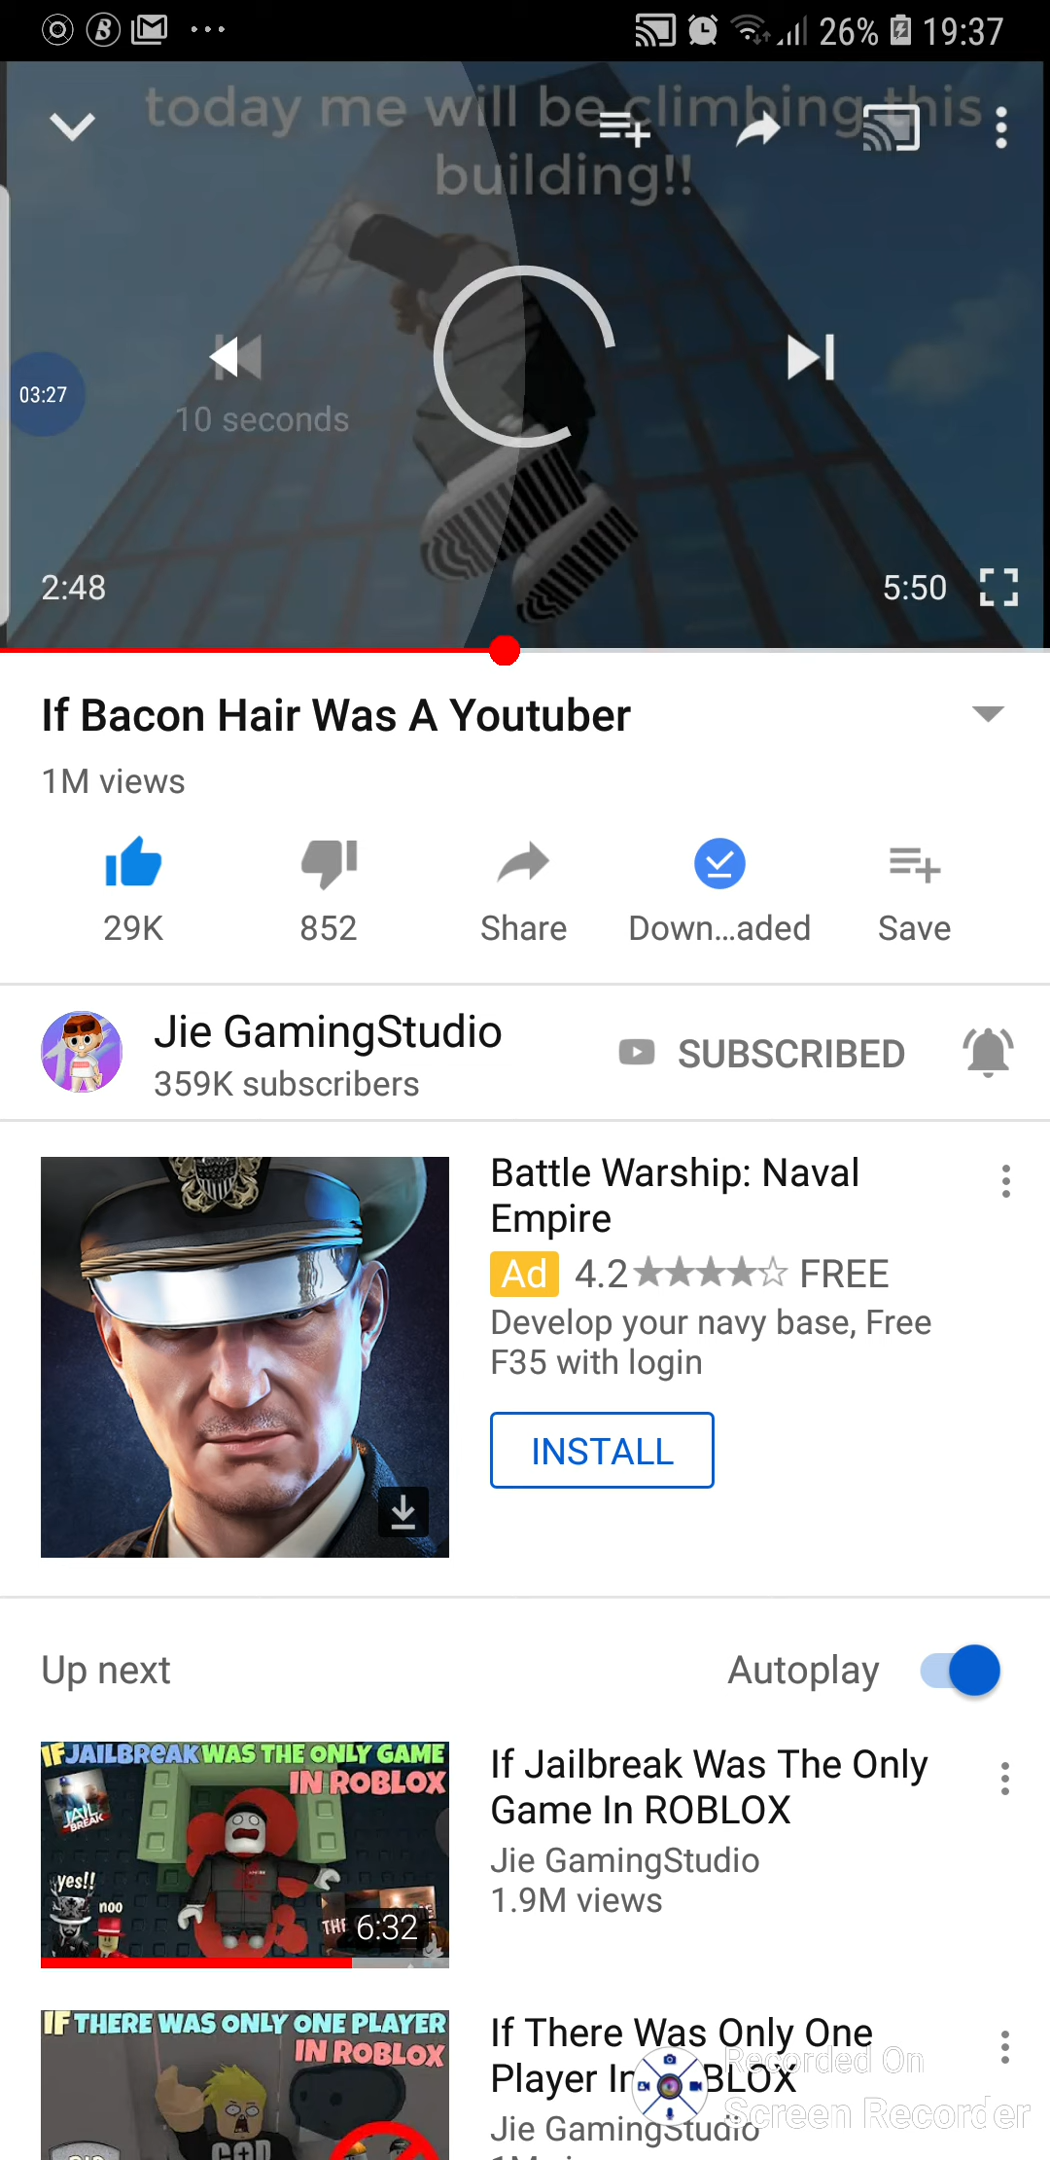 26% 19:37
today me will be climbing this
building!!
03:27
10 seconds
2:48
5:50
If Bacon Hair Was A Youtuber
1M views
29K
852
Share
Down...aded
Save
Jie GamingStudio
359K subscribers
SUBSCRIBED
Battle Warship: Naval
Empire
Ad 4.2 FREE
Develop your navy base, Free
F35 with login
INSTALL
Up next
Autoplay
IF JAILBREAK WAS THE ONLY GAME
IN ROBLOX
JAIL
BREAK
yes!!
noo
THE
6:32
If Jailbreak Was The Only
Game In ROBLOX
Jie GamingStudio
1.9M views
IF THERE WAS ONLY ONE PLAYER
IN ROBLOX
If There Was Only One
Player In BLOX
Recorded On
Screen Recorder
Jie GamingStudio